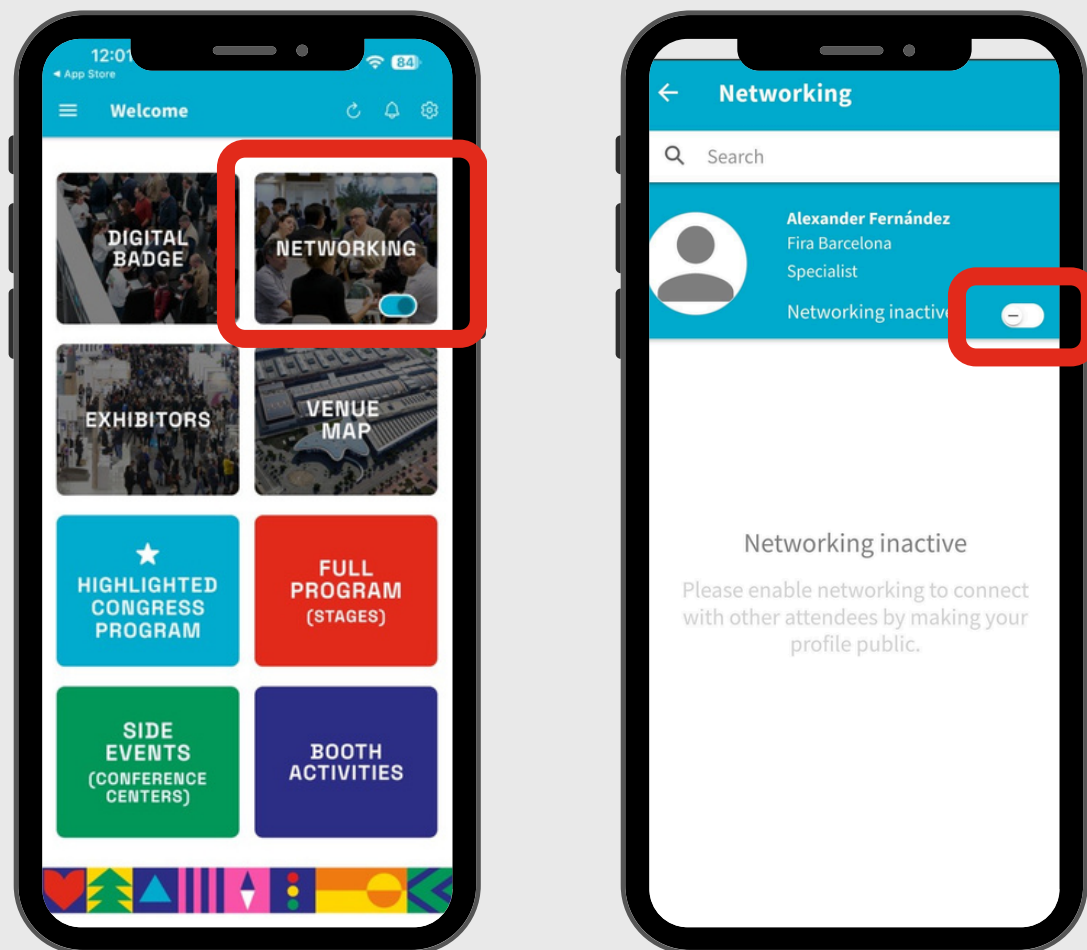 12:01
84
◄ App Store
Welcome
DIGITAL
BADGE
NETWORKING
EXHIBITORS
VENUE
MAP
HIGHLIGHTED
CONGRESS
PROGRAM
FULL
PROGRAM
(STAGES)
SIDE
EVENTS
(CONFERENCE
CENTERS)
BOOTH
ACTIVITIES
Networking
Search
Alexander Fernández
Fira Barcelona
Specialist
Networking inactive
Networking inactive
Please enable networking to connect
with other attendees by making your
profile public.